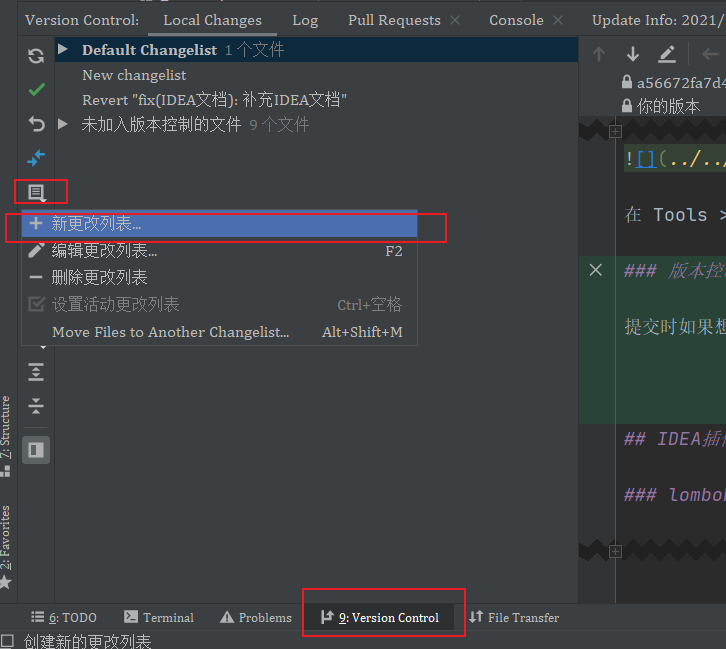 Version Control: Local Changes Log Pull Requests Console Update Info: 2021/
Default Changelist 1 个文件
New changelist
Revert "fix(IDEA文档): 补充IDEA文档"
未加入版本控制的文件 9 个文件
新更改列表...
编辑更改列表... F2
删除更改列表
设置活动更改列表 Ctrl+空格
Move Files to Another Changelist... Alt+Shift+M
a56672fa7d4
你的版本
![](../../
在 Tools >
### 版本控
提交时如果想
## IDEA插件
### lombok
7: Structure
2: Favorites
6: TODO Terminal Problems 9: Version Control File Transfer
创建新的更改列表